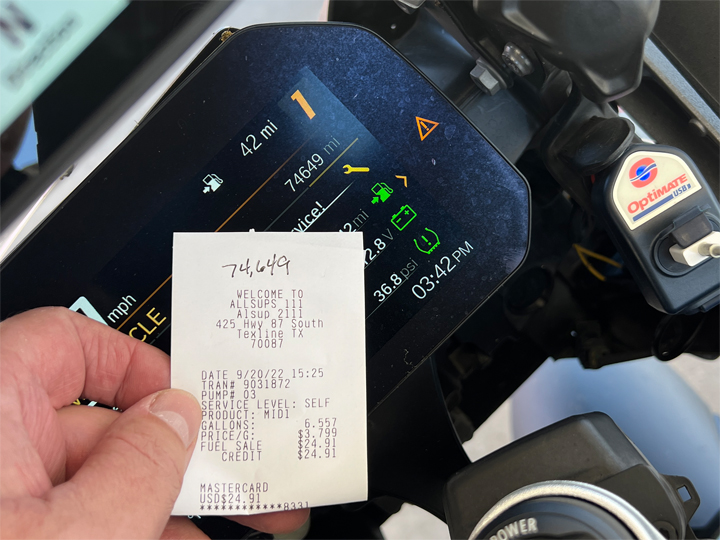 N
42 mi
1
74649 mi
vice!
2mi
12.8 V
36.8 psi
03:42 PM
mph
CLE
OptiMATE
USB
POWER
74,649
WELCOME TO
ALLSUPS 111
Alsup 2111
425 Hwy 87 South
Texline TX
70087
DATE 9/20/22 15:25
TRAN# 9031872
PUMP# 03
SERVICE LEVEL: SELF
PRODUCT: MID1
GALLONS: 6.557
PRICE/G: $3.799
FUEL SALE $24.91
CREDIT $24.91
MASTERCARD
USD$24.91
************8331